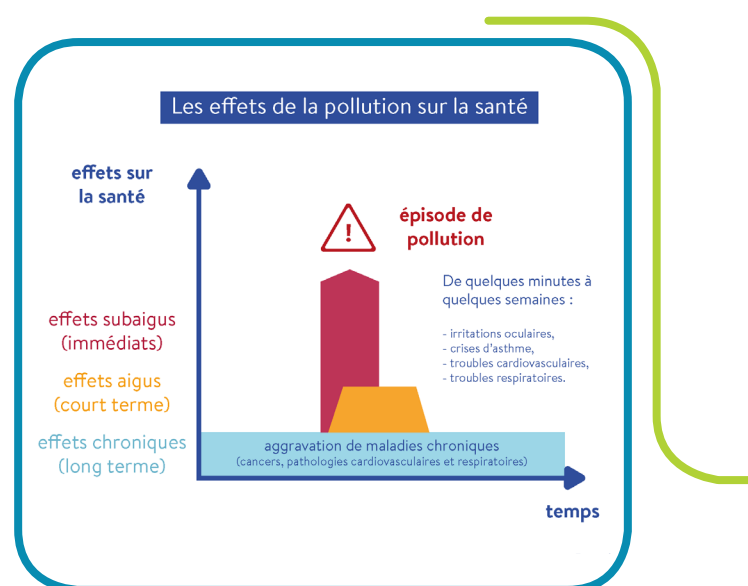 Les effets de la pollution sur la santé
effets sur
la santé
!
épisode de
pollution
De quelques minutes à
quelques semaines :
- irritations oculaires,
- crises d'asthme,
- troubles cardiovasculaires,
- troubles respiratoires.
effets subaigus
(immédiats)
effets aigus
(court terme)
effets chroniques
(long terme)
aggravation de maladies chroniques
(cancers, pathologies cardiovasculaires et respiratoires)
temps